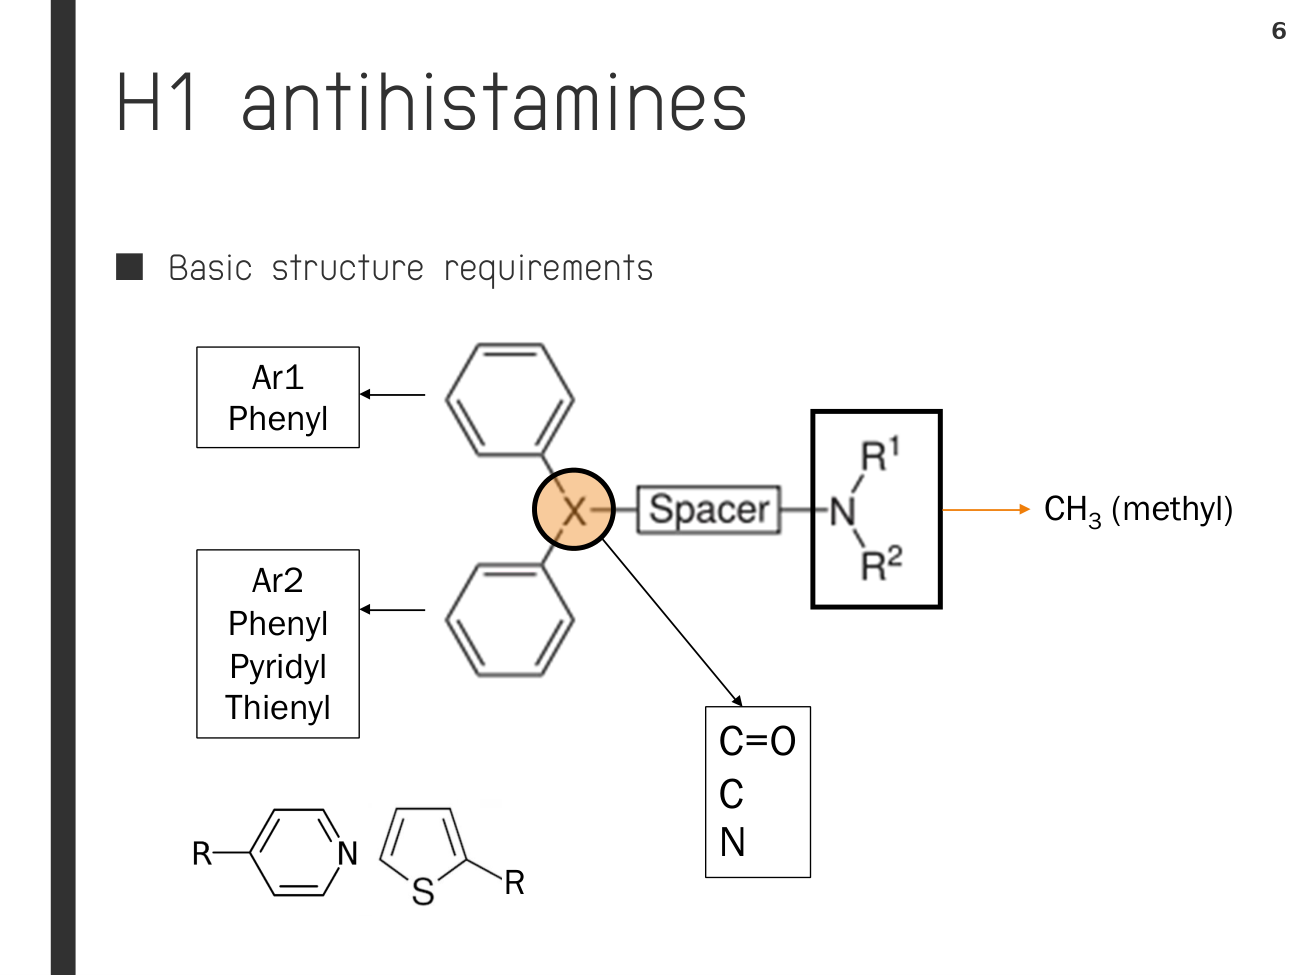 6
H1 antihistamines
■ Basic structure requirements
Ar1
Phenyl
Ar2
Phenyl
Pyridyl
Thienyl
X
Spacer
R¹
N
R²
CH₃ (methyl)
C=O
C
N
R
N
S
R